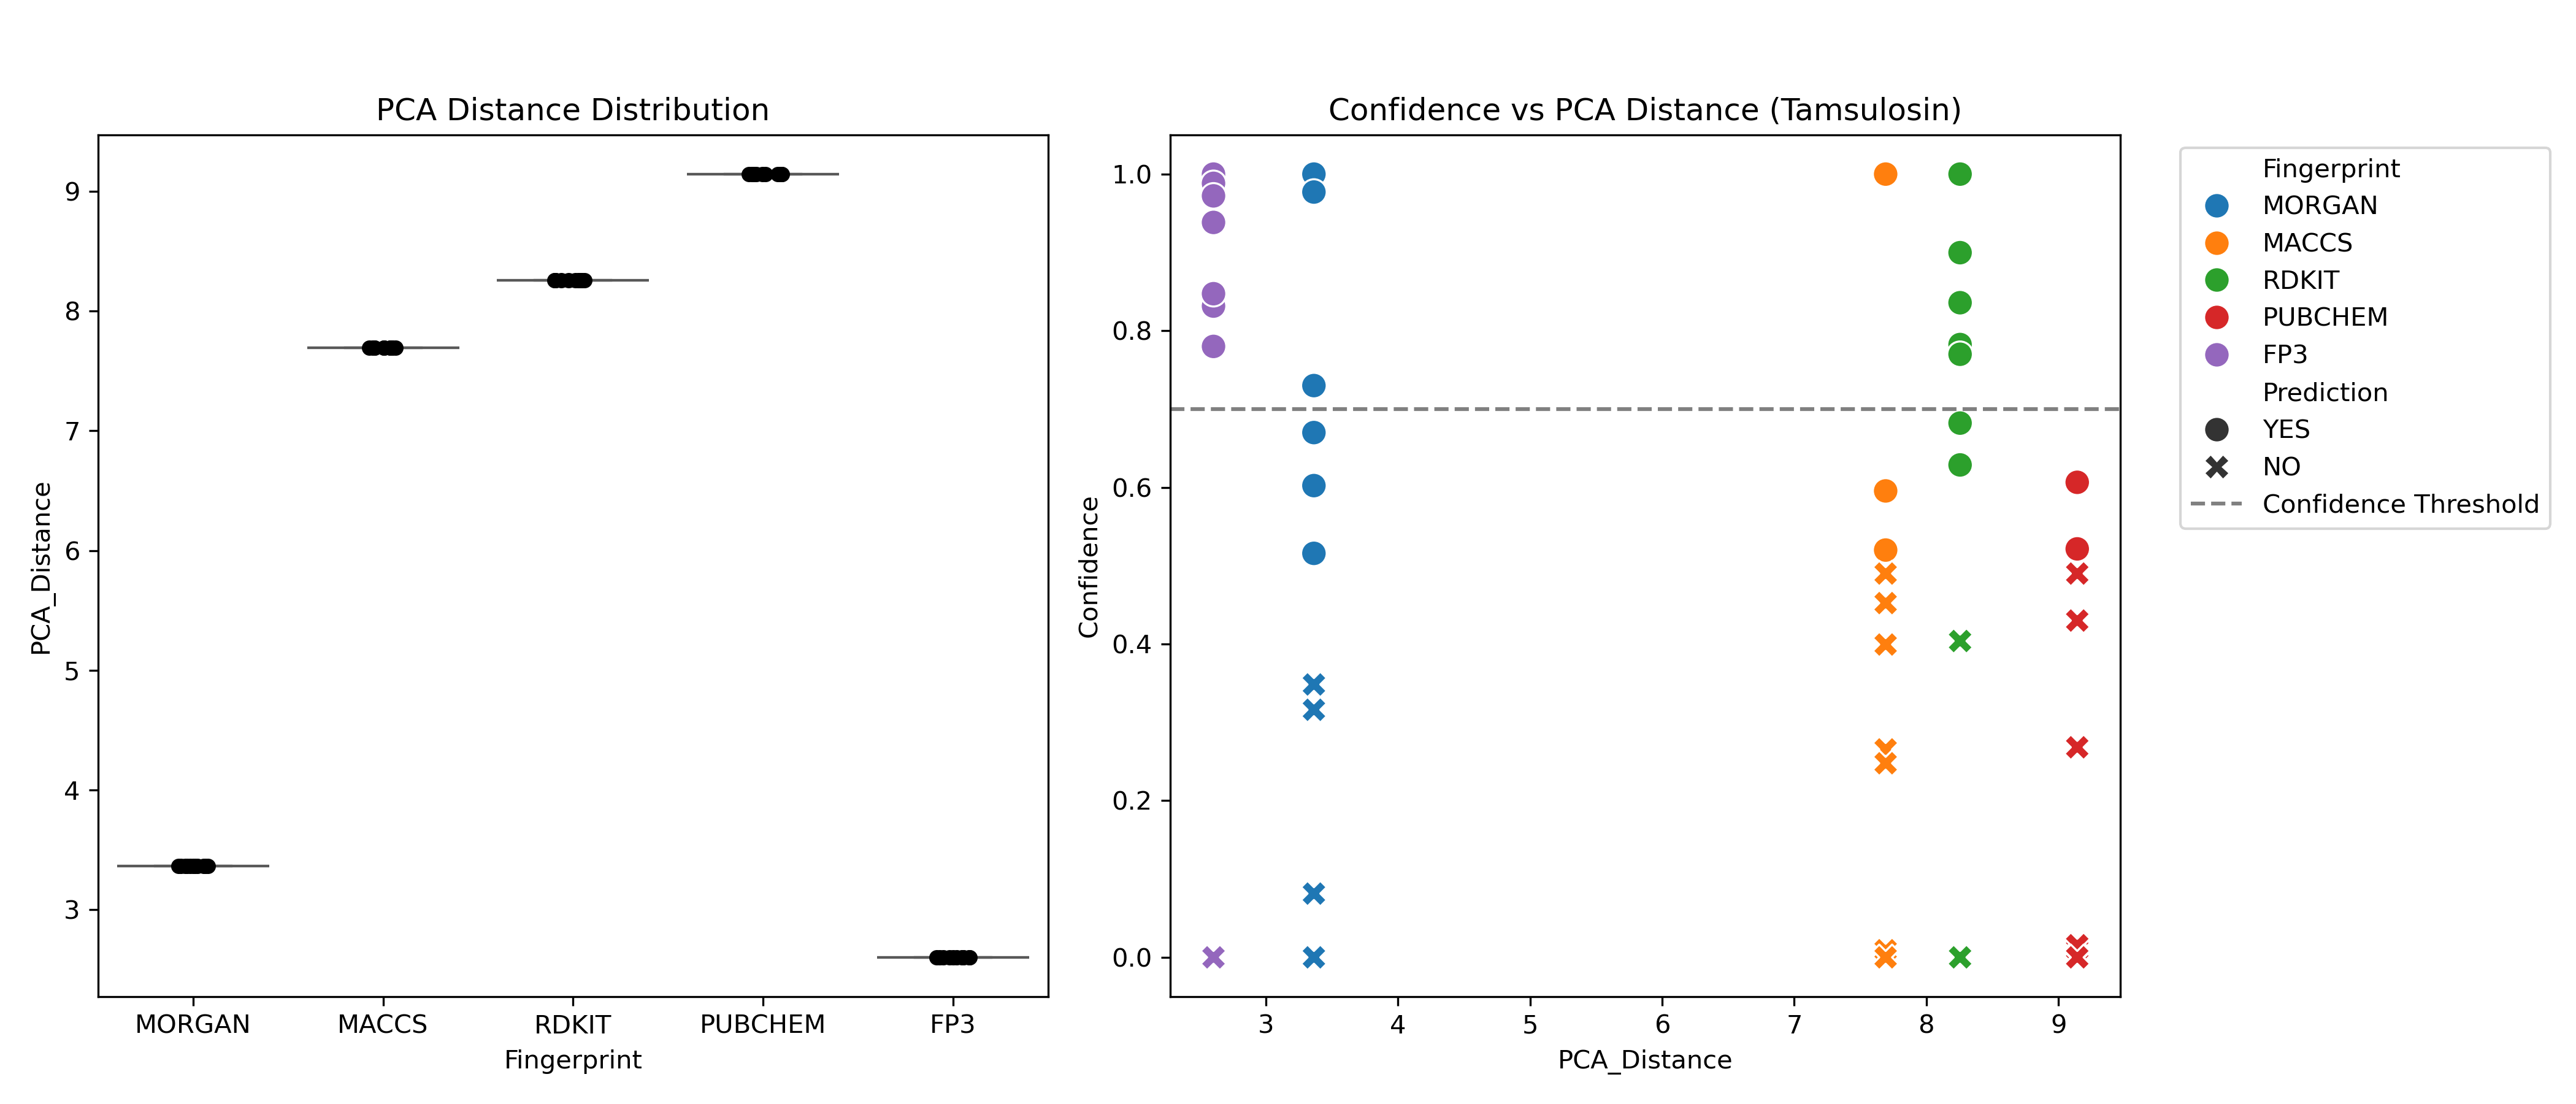 PCA Distance Distribution
PCA_Distance
9
8
7
6
5
4
3
MORGAN MACCS RDKIT PUBCHEM FP3
Fingerprint
Confidence vs PCA Distance (Tamsulosin)
Confidence
1.0
0.8
0.6
0.4
0.2
0.0
3 4 5 6 7 8 9
PCA_Distance
Fingerprint
MORGAN
MACCS
RDKIT
PUBCHEM
FP3
Prediction
YES
NO
Confidence Threshold